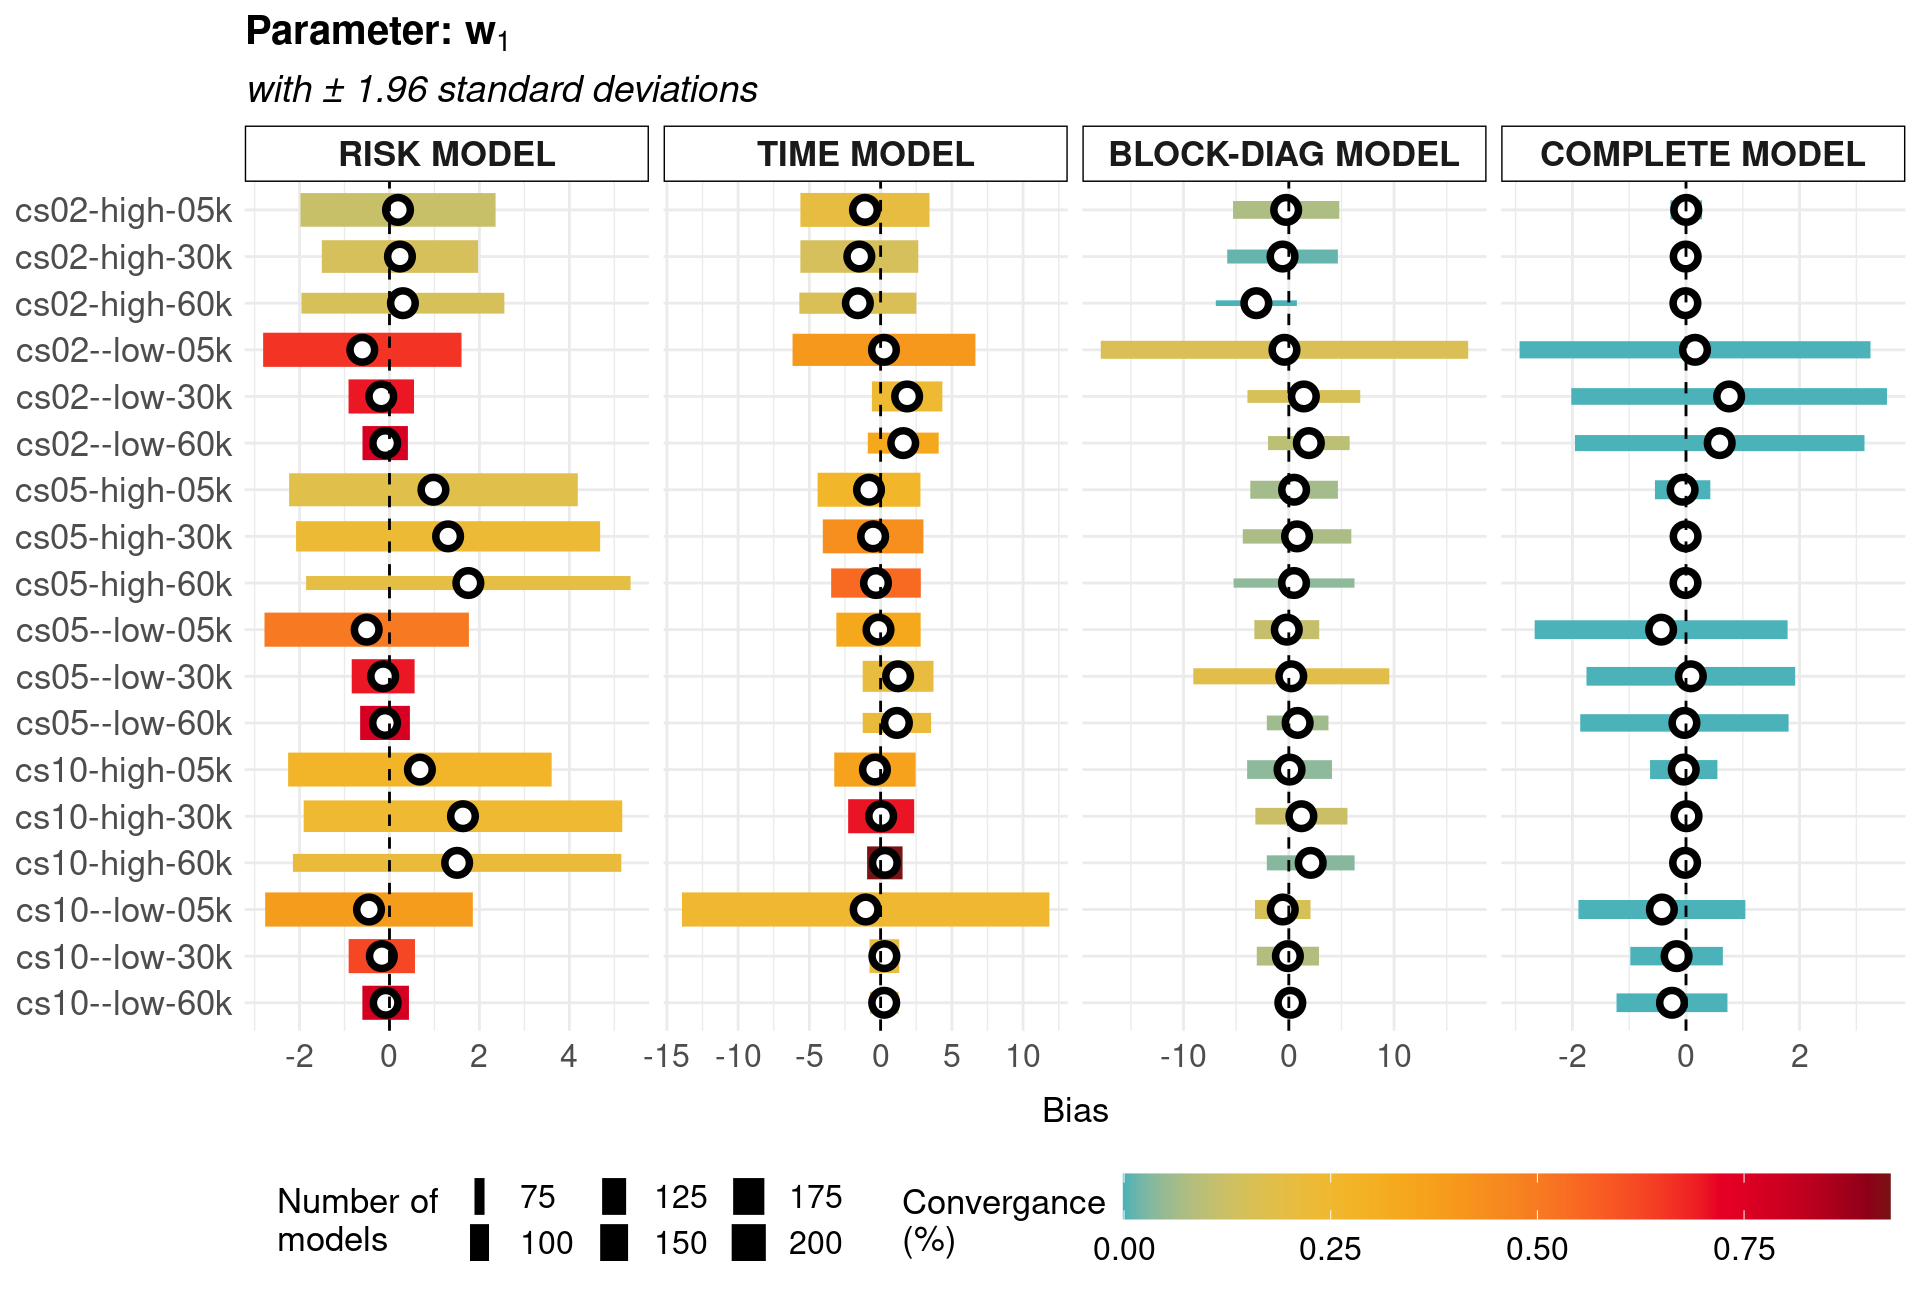 Parameter: w1
with ± 1.96 standard deviations
RISK MODEL TIME MODEL BLOCK-DIAG MODEL COMPLETE MODEL
cs02-high-05k
cs02-high-30k
cs02-high-60k
cs02--low-05k
cs02--low-30k
cs02--low-60k
cs05-high-05k
cs05-high-30k
cs05-high-60k
cs05--low-05k
cs05--low-30k
cs05--low-60k
cs10-high-05k
cs10-high-30k
cs10-high-60k
cs10--low-05k
cs10--low-30k
cs10--low-60k
-2 0 2 4 -15 -10 -5 0 5 10 -10 0 10 -2 0 2
Bias
Number of
models
75 125 175
100 150 200
Convergance
(%)
0.00 0.25 0.50 0.75